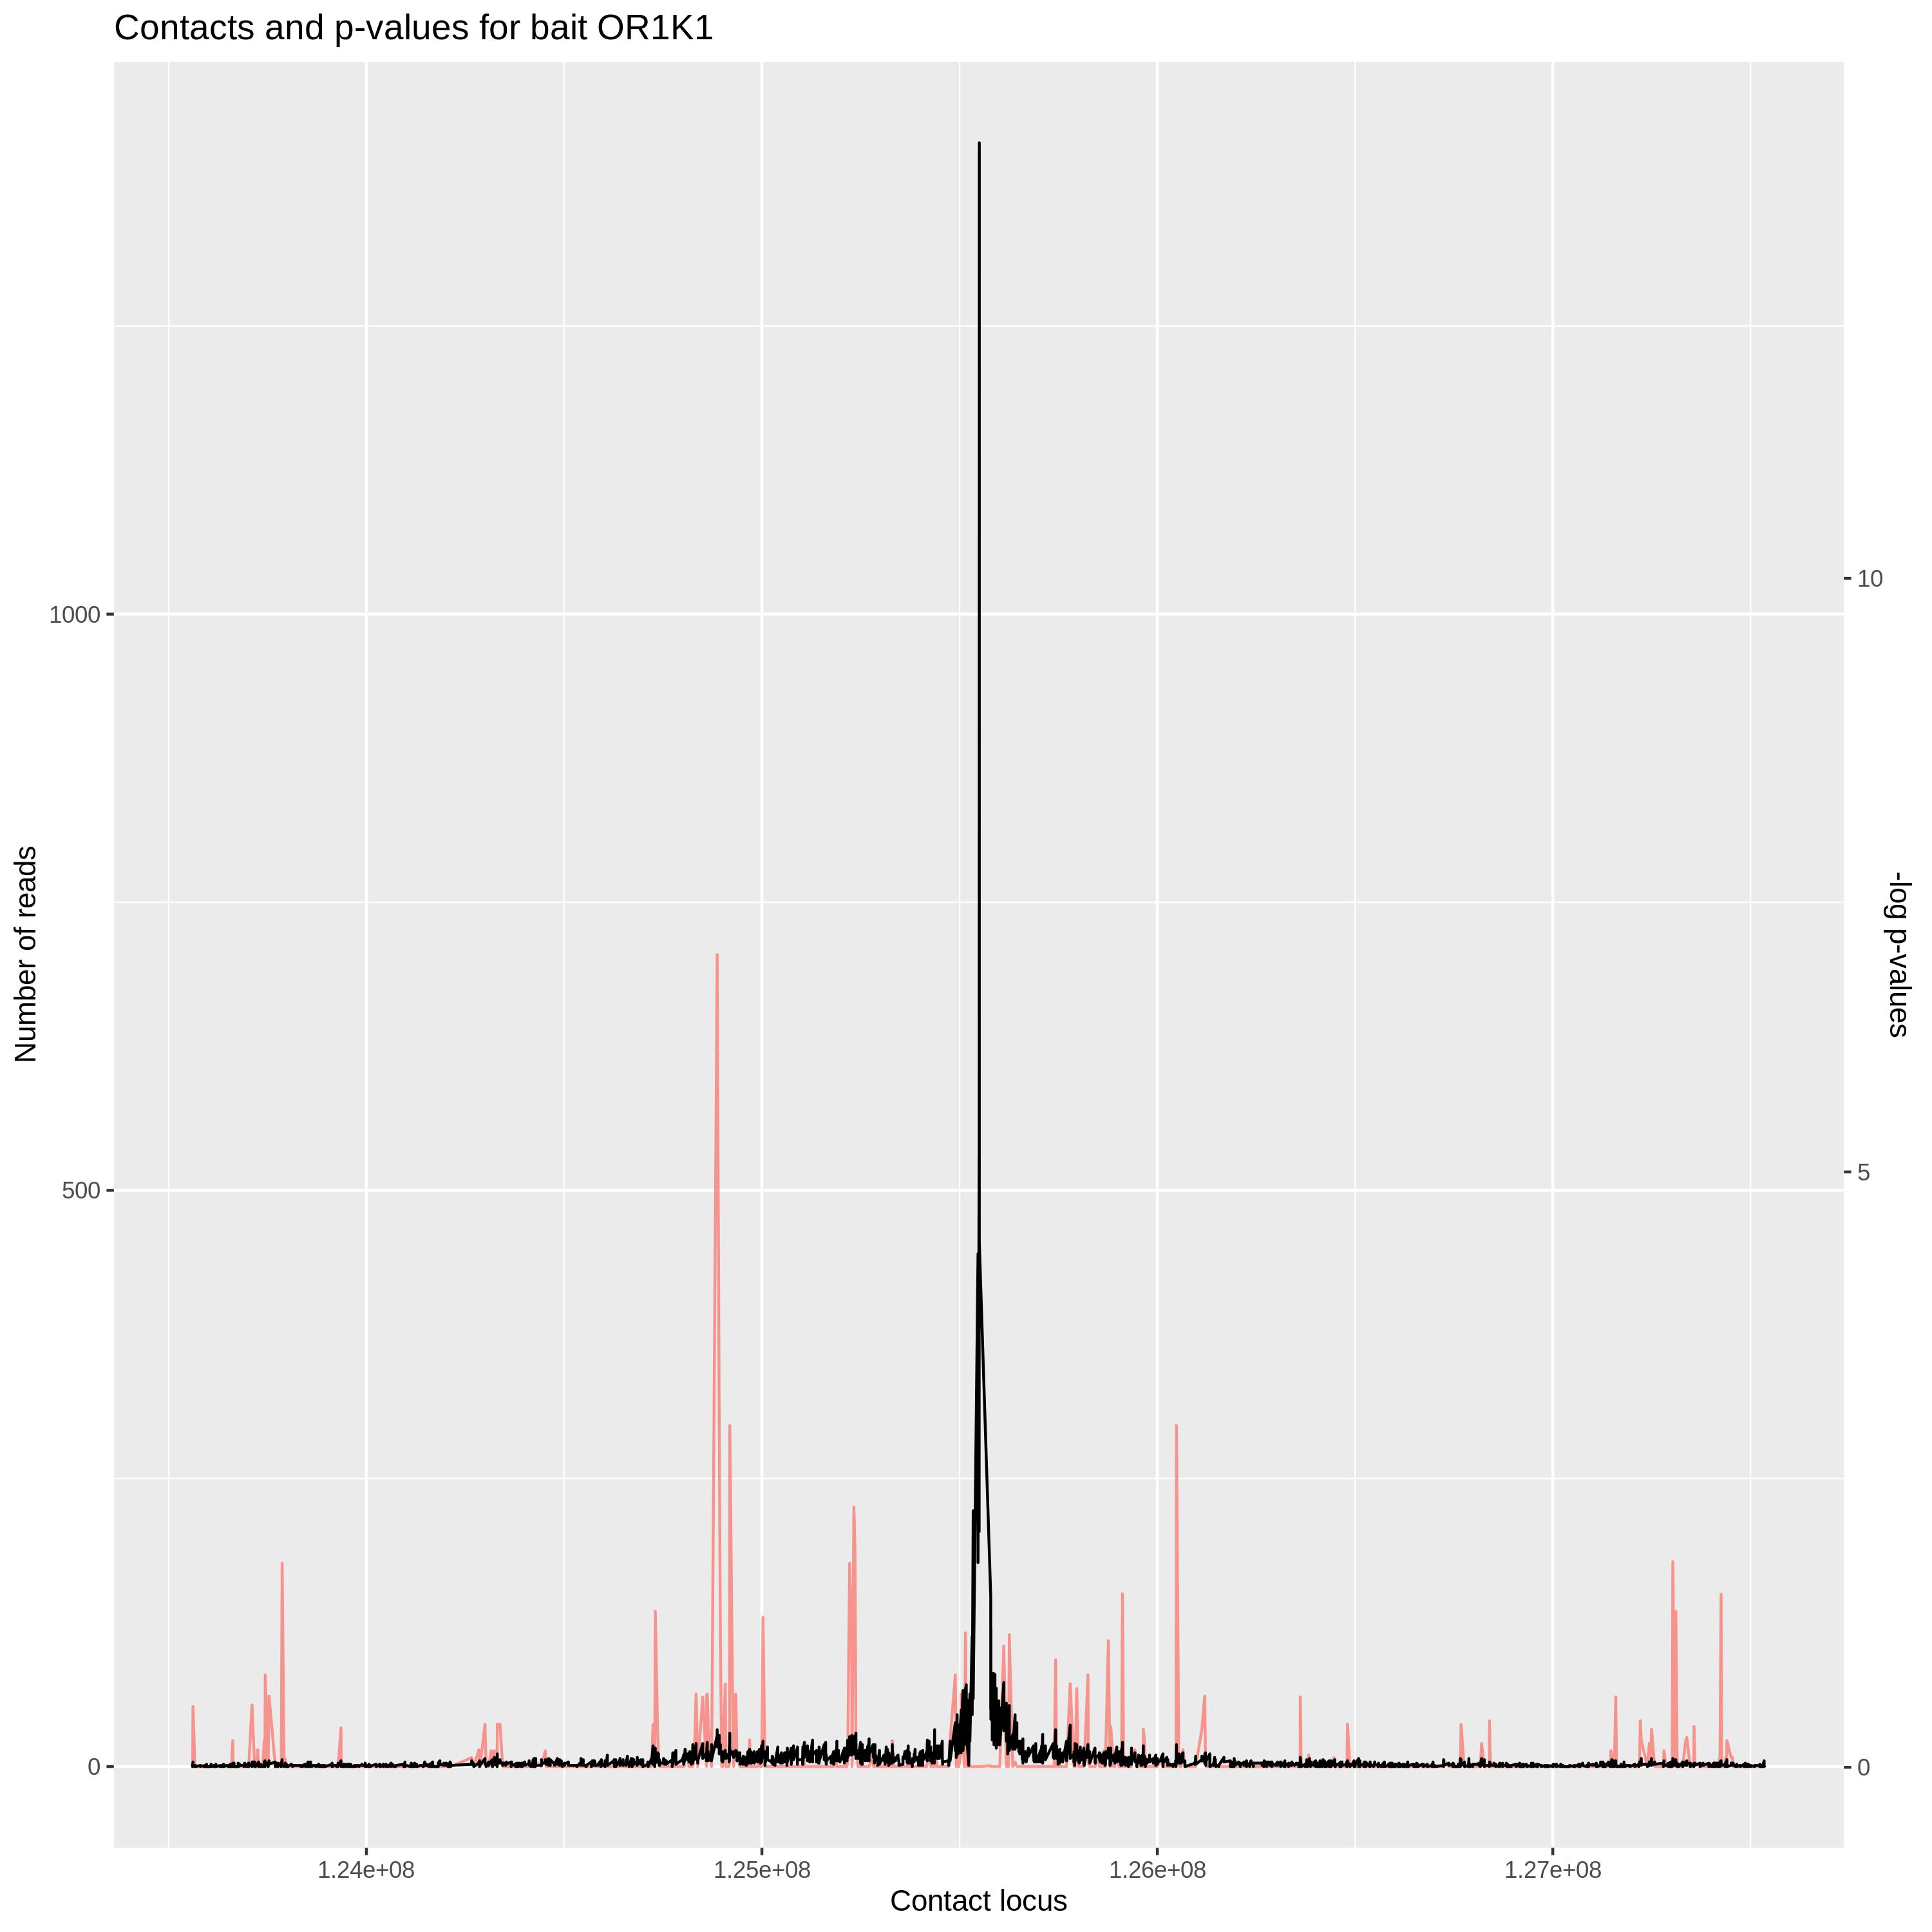 Contacts and p-values for bait OR1K1
Number of reads
1000
500
0
10
5
0
-log p-values
1.24e+08
1.25e+08
1.26e+08
1.27e+08
Contact locus